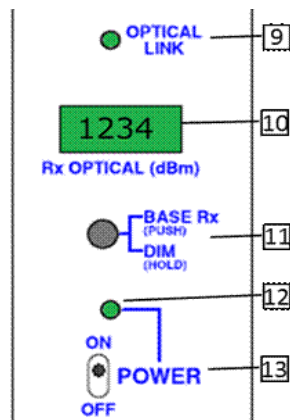 OPTICAL
LINK
9
1234
10
Rx OPTICAL (dBm)
BASE Rx
(PUSH)
11
DIM
(HOLD)
12
ON
POWER
13
OFF